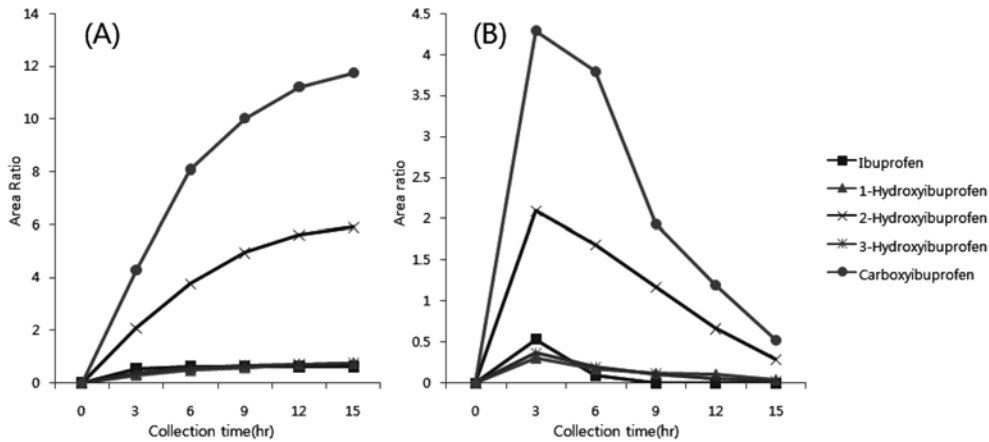 (A)
Area Ratio
14
12
10
8
6
4
2
0
0 3 6 9 12 15
Collection time(hr)
(B)
Area ratio
4.5
4
3.5
3
2.5
2
1.5
1
0.5
0
0 3 6 9 12 15
Collection time(hr)
Ibuprofen
1-Hydroxyibuprofen
2-Hydroxyibuprofen
3-Hydroxyibuprofen
Carboxyibuprofen